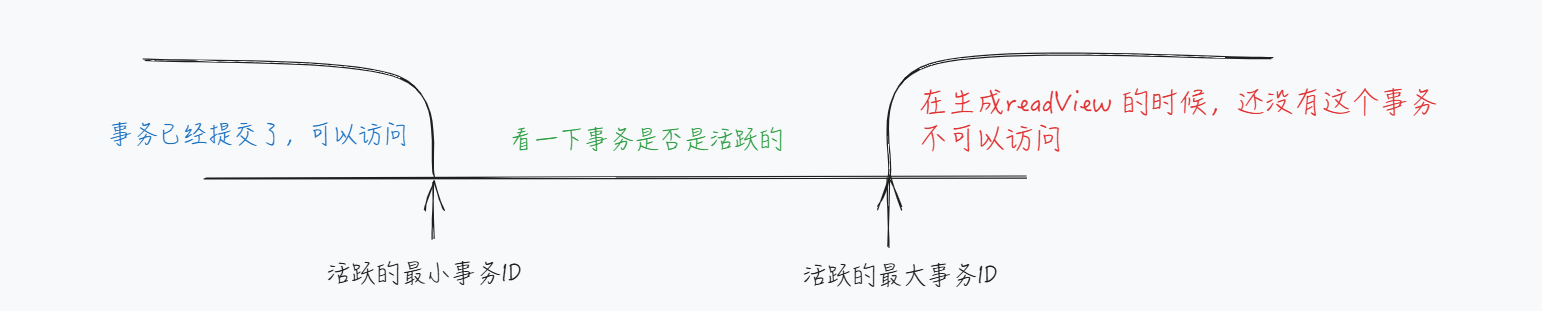 事务已经提交了，可以访问
看一下事务是否是活跃的
在生成readView 的时候，还没有这个事务
不可以访问
活跃的最小事务ID
活跃的最大事务ID